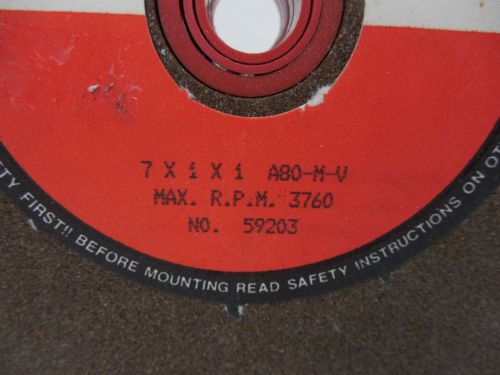 7 X 1 X 1 A80-M-V
MAX. R.P.M. 3760
NO. 59203
FIRST!! BEFORE MOUNTING READ SAFETY INSTRUCTIONS ON